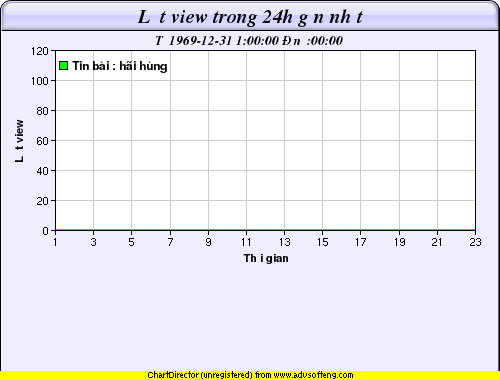 L t view trong 24h g n nh t
T 1969-12-31 1:00:00 Đn :00:00
120
Tin bài : hãi hùng
100
80
L t view
60
40
20
0
1 3 5 7 9 11 13 15 17 19 21 23
Th i gian
ChartDirector (unregistered) from www.advsofteng.com